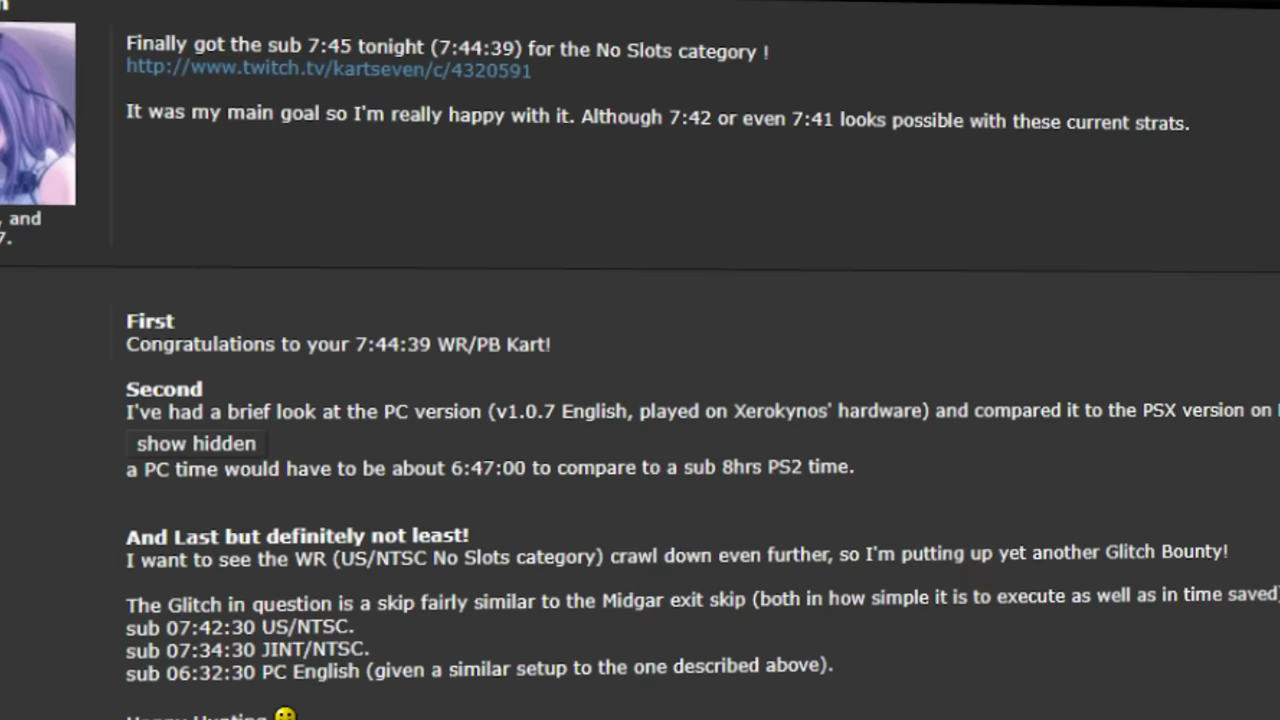 Finally got the sub 7:45 tonight (7:44:39) for the No Slots category !
http://www.twitch.tv/kartseven/c/4320591
It was my main goal so I'm really happy with it. Although 7:42 or even 7:41 looks possible with these current strats.
, and
7.
First
Congratulations to your 7:44:39 WR/PB Kart!
Second
I've had a brief look at the PC version (v1.0.7 English, played on Xerokynos' hardware) and compared it to the PSX version on
show hidden
a PC time would have to be about 6:47:00 to compare to a sub 8hrs PS2 time.
And Last but definitely not least!
I want to see the WR (US/NTSC No Slots category) crawl down even further, so I'm putting up yet another Glitch Bounty!
The Glitch in question is a skip fairly similar to the Midgar exit skip (both in how simple it is to execute as well as in time saved)
sub 07:42:30 US/NTSC.
sub 07:34:30 JINT/NTSC.
sub 06:32:30 PC English (given a similar setup to the one described above).
Happy Hunting